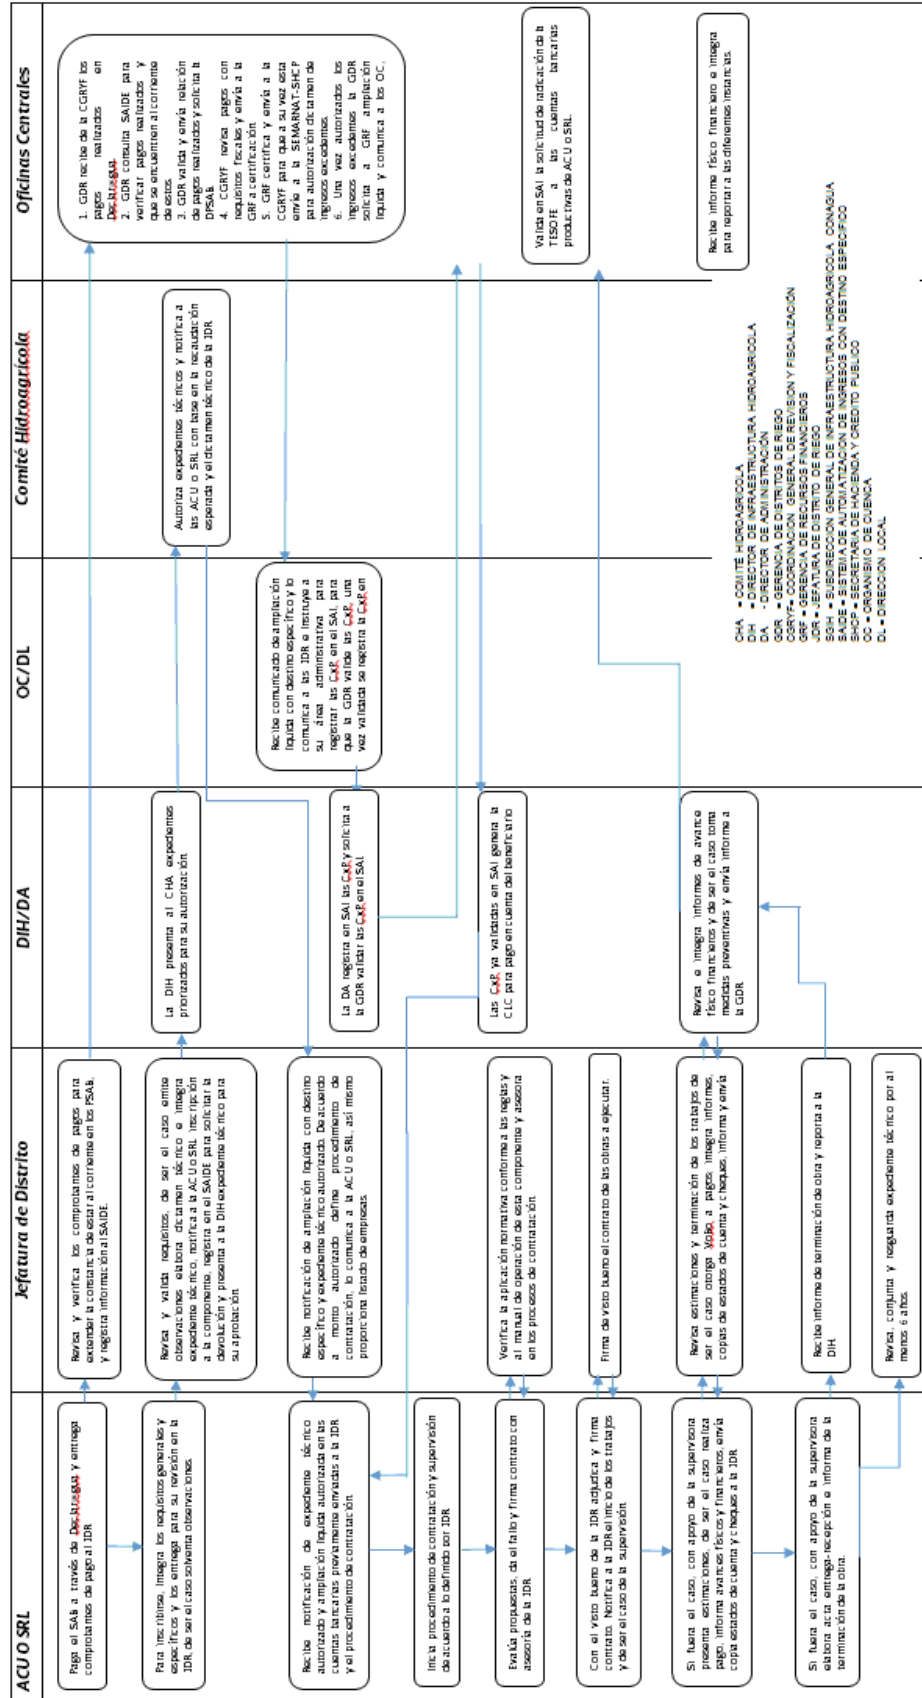 ACU O SRL
Jefatura de Distrito
DIH/DA
OC/DL
Comité Hidroagrícola
Oficinas Centrales
Paga el SAB a través de Declaragua y entrega
comprobantes de pago al JDR
Revisa y verifica los comprobantes de pagos para
extender la constancia de estar al corriente en los PSAB,
y registra información al SAIDE.
1. GDR recibe de la CGRYF los
pagos realizados en
Declaragua
2. GDR consulta SAIDE para
verificar pagos realizados y
que se encuentren al corriente
de estos.
3. GDR valida y envía relación
de pagos realizados y solicita la
DPSAB.
4. CGRYF revisa pagos con
requisitos fiscales y envía a la
GRF a certificación.
5. GRF certifica y envía a la
CGRYF para que a su vez esta
envíe a la SEMARNAT-SHCP
para autorización dictamen de
ingresos excedentes.
6. Una vez autorizados los
ingresos excedentes la GDR
solicita a GRF ampliación
líquida y comunica a los OC.
Para inscribirse, integra los requisitos generales y
específicos y los entrega para su revisión en la
JDR, de ser el caso solventa observaciones.
Revisa y valida requisitos, de ser el caso emite
observaciones elabora dictamen técnico e integra
expediente técnico, notifica a la ACU o SRL inscripción
a la componente, registra en el SAIDE para solicitar la
devolución y presenta a la DIH expediente técnico para
su aprobación.
La DIH presenta al CHA expedientes
priorizados para su autorización.
Autoriza expedientes técnicos y notifica a
las ACU o SRL con base en la recaudación
esperada y el dictamen técnico de la JDR.
Recibe comunicado de ampliación
líquida con destino específico y lo
comunica a las JDR e instruye a
su área administrativa para
registrar las CxP en el SAI, para
que la GDR valide las CxP, una
vez validada se registra la CxP en
La DA registra en SAI las CxP y solicita a
la GDR validar las CxP en el SAI.
Recibe notificación de ampliación líquida con destino
específico y expediente técnico autorizado. De acuerdo
a monto autorizado define procedimiento de
contratación, lo comunica a la ACU o SRL, así mismo
proporciona listado de empresas.
Recibe notificación de expediente técnico
autorizado y ampliación líquida autorizada en las
cuentas bancarias previamente enviadas a la JDR
y el procedimiento de contratación.
Las CxP ya validadas en SAI genera la
CLC para pago en cuenta del beneficiario
Valida en SAI la solicitud de radicación de la
TESOFE a las cuentas bancarias
productivas de ACU o SRL.
Inicia procedimiento de contratación y supervisión
de acuerdo a lo definido por JDR.
Evalúa propuestas, da el fallo y firma contrato con
asesoría de la JDR
Verifica la aplicación normativa conforme a las reglas y
al manual de operación de esta componente y asesora
en los procesos de contratación.
Con el visto bueno de la JDR adjudica y firma
contrato. Notifica a la JDR el inicio de los trabajos
y de ser el caso de la supervisión.
Firma de visto bueno el contrato de las obras a ejecutar.
Si fuera el caso, con apoyo de la supervisora
presenta estimaciones, de ser el caso realiza
pago, informa avances físicos y financieros, envía
copia estados de cuenta y cheques a la JDR
Revisa estimaciones y terminación de los trabajos de
ser el caso otorga VoBo a pagos; integra informes,
copias de estados de cuenta y cheques, informa y envía
Revisa e integra informes de avance
físico financieros y de ser el caso toma
medidas preventivas y envía informe a
la GDR
Recibe informe físico financiero e integra
para reportar a las diferentes instancias.
Si fuera el caso, con apoyo de la supervisora
elabora acta entrega-recepción e informa de la
terminación de la obra.
Recibe informe de terminación de obra y reporta a la
DIH.
Revisa, conjunta y resguarda expediente técnico por al
menos 6 años.
CHA = COMITÉ HIDROAGRICOLA
DIH = DIRECTOR DE INFRAESTRUCTURA HIDROAGRICOLA
DA - DIRECTOR DE ADMINISTRACIÓN
GDR = GERENCIA DE DISTRITOS DE RIEGO
CGRYF= COORDINACION GENERAL DE REVISION Y FISCALIZACIÓN
GRF = GERENCIA DE RECURSOS FINANCIEROS
JDR = JEFATURA DE DISTRITO DE RIEGO
SGIH = SUBDIRECCION GENERAL DE INFRAESTRUCTURA HIDROAGRICOLA CONAGUA
SAIDE = SISTEMA DE AUTOMATIZACION DE INGRESOS CON DESTINO ESPECIFICO
SHCP = SECRETARIA DE HACIENDA Y CREDITO PUBLICO
OC = ORGANISMO DE CUENCA
DL = DIRECCION LOCAL